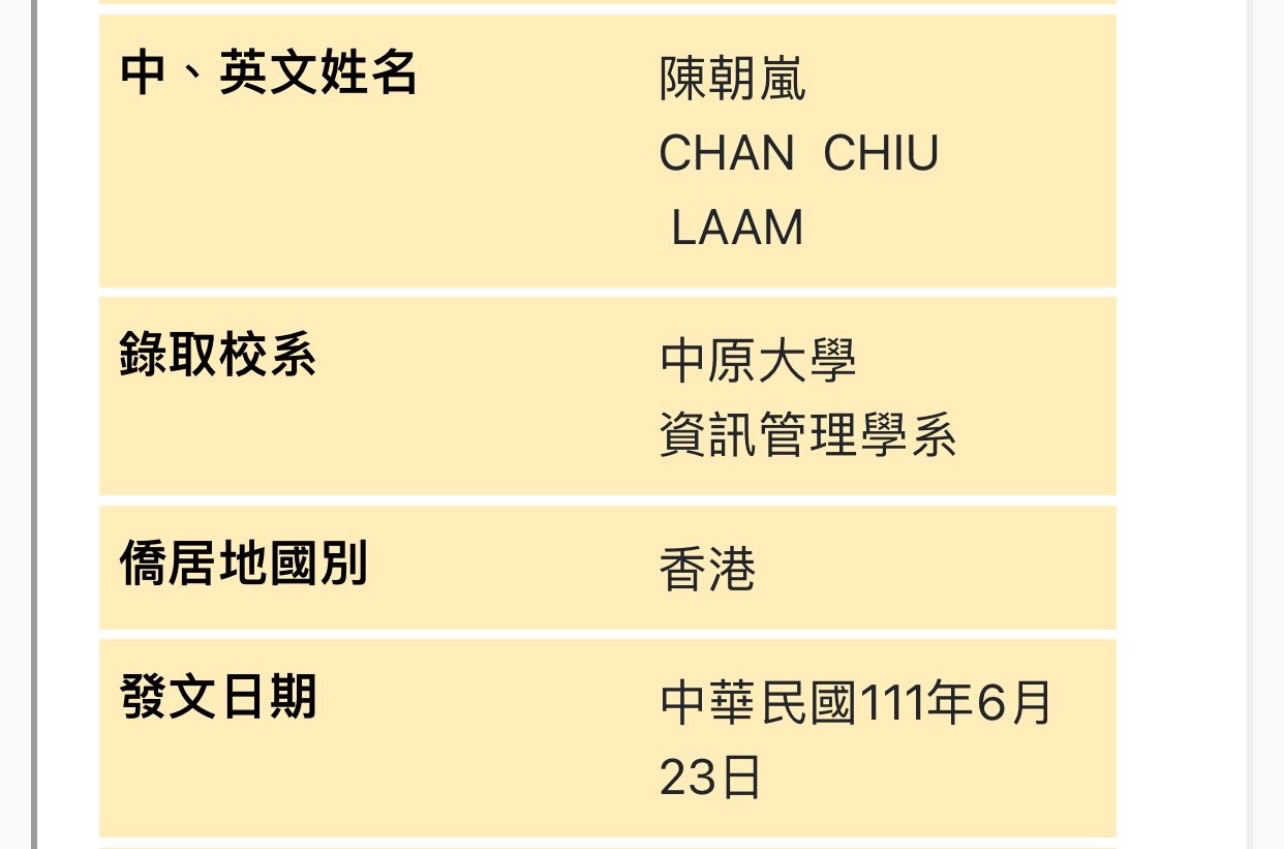 中、英文姓名
陳朝嵐
CHAN CHIU
LAAM
錄取校系
中原大學
資訊管理學系
僑居地國別
香港
發文日期
中華民國111年6月
23日